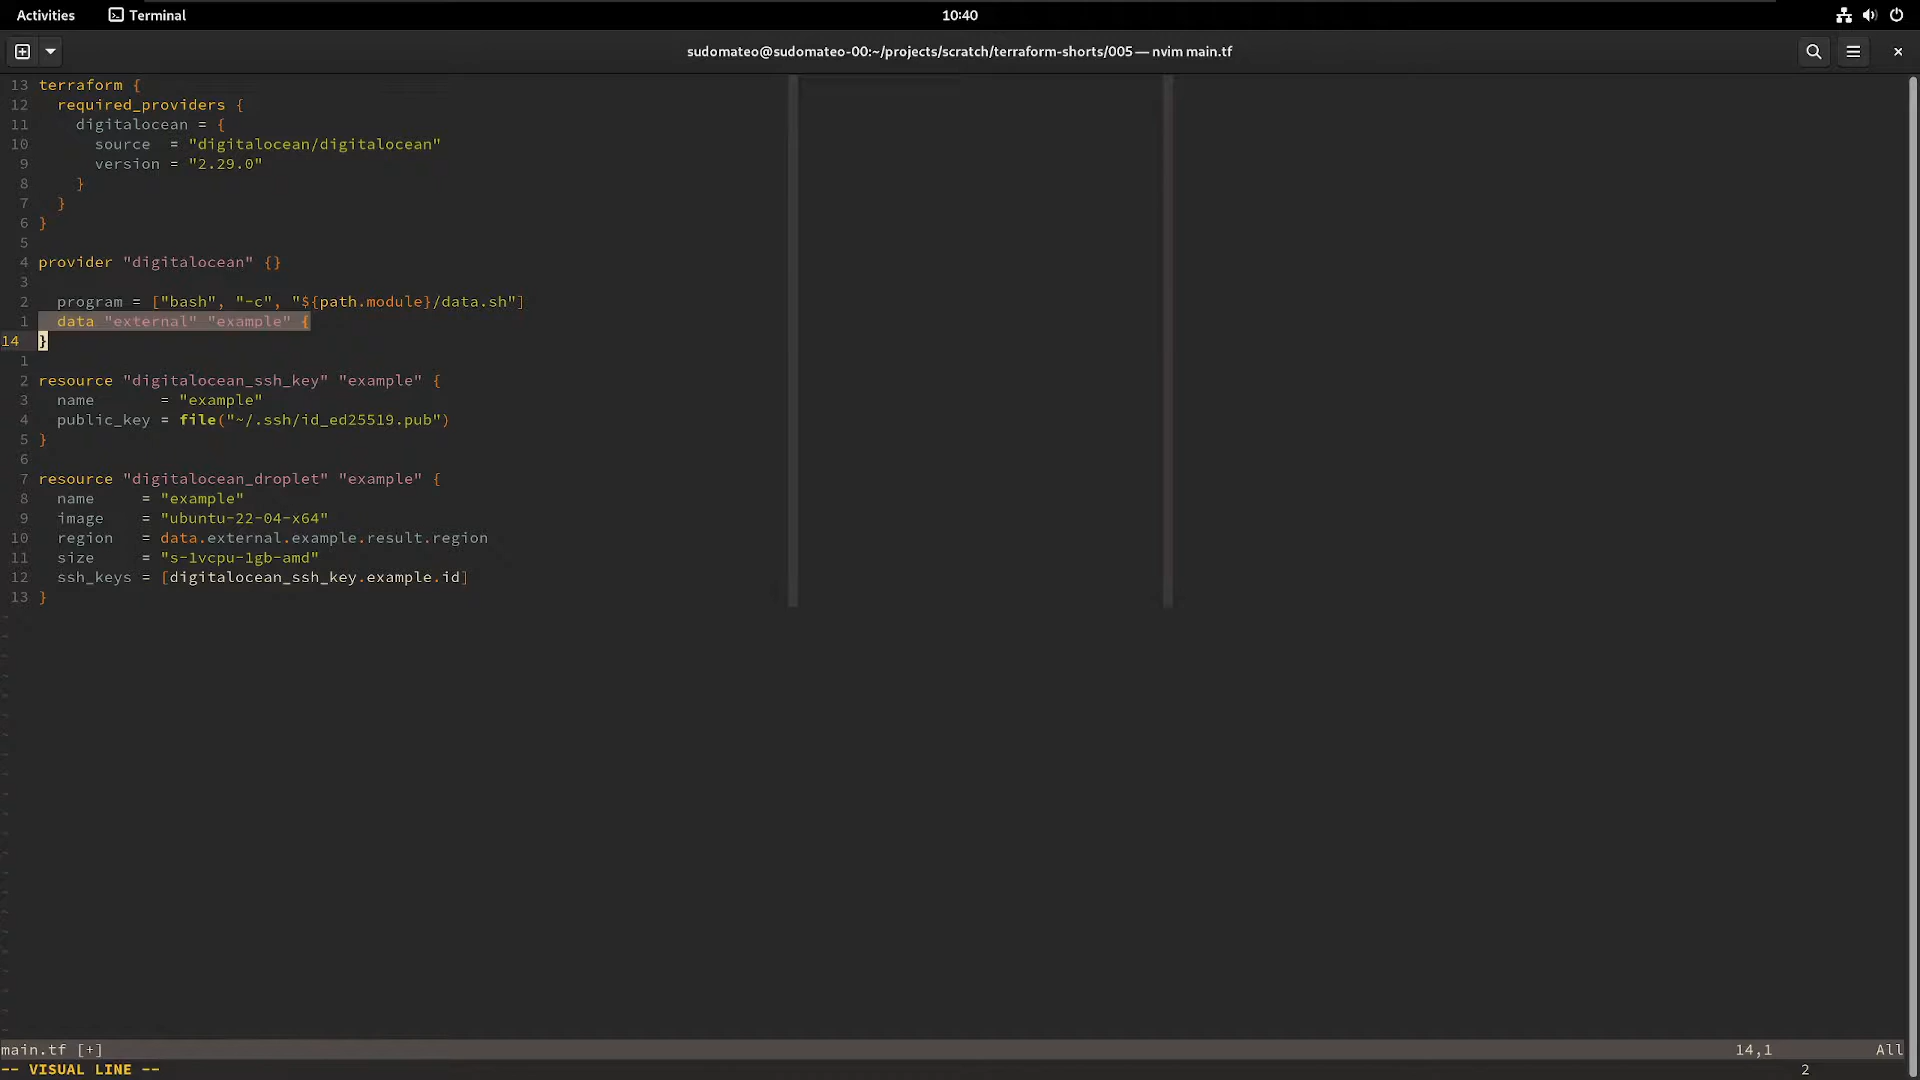 Activities Terminal 10:40
sudomateo@sudomateo-00:~/projects/scratch/terraform-shorts/005 — nvim main.tf
13 terraform {
12   required_providers {
11     digitalocean = {
10       source  = "digitalocean/digitalocean"
9       version = "2.29.0"
8     }
7   }
6 }
5
4 provider "digitalocean" {}
3
2   program = ["bash", "-c", "${path.module}/data.sh"]
1   data "external" "example" {
14 }
1
2 resource "digitalocean_ssh_key" "example" {
3   name       = "example"
4   public_key = file("~/.ssh/id_ed25519.pub")
5 }
6
7 resource "digitalocean_droplet" "example" {
8   name     = "example"
9   image    = "ubuntu-22-04-x64"
10   region   = data.external.example.result.region
11   size     = "s-1vcpu-1gb-amd"
12   ssh_keys = [digitalocean_ssh_key.example.id]
13 }
main.tf [+] 14,1 All
-- VISUAL LINE -- 2